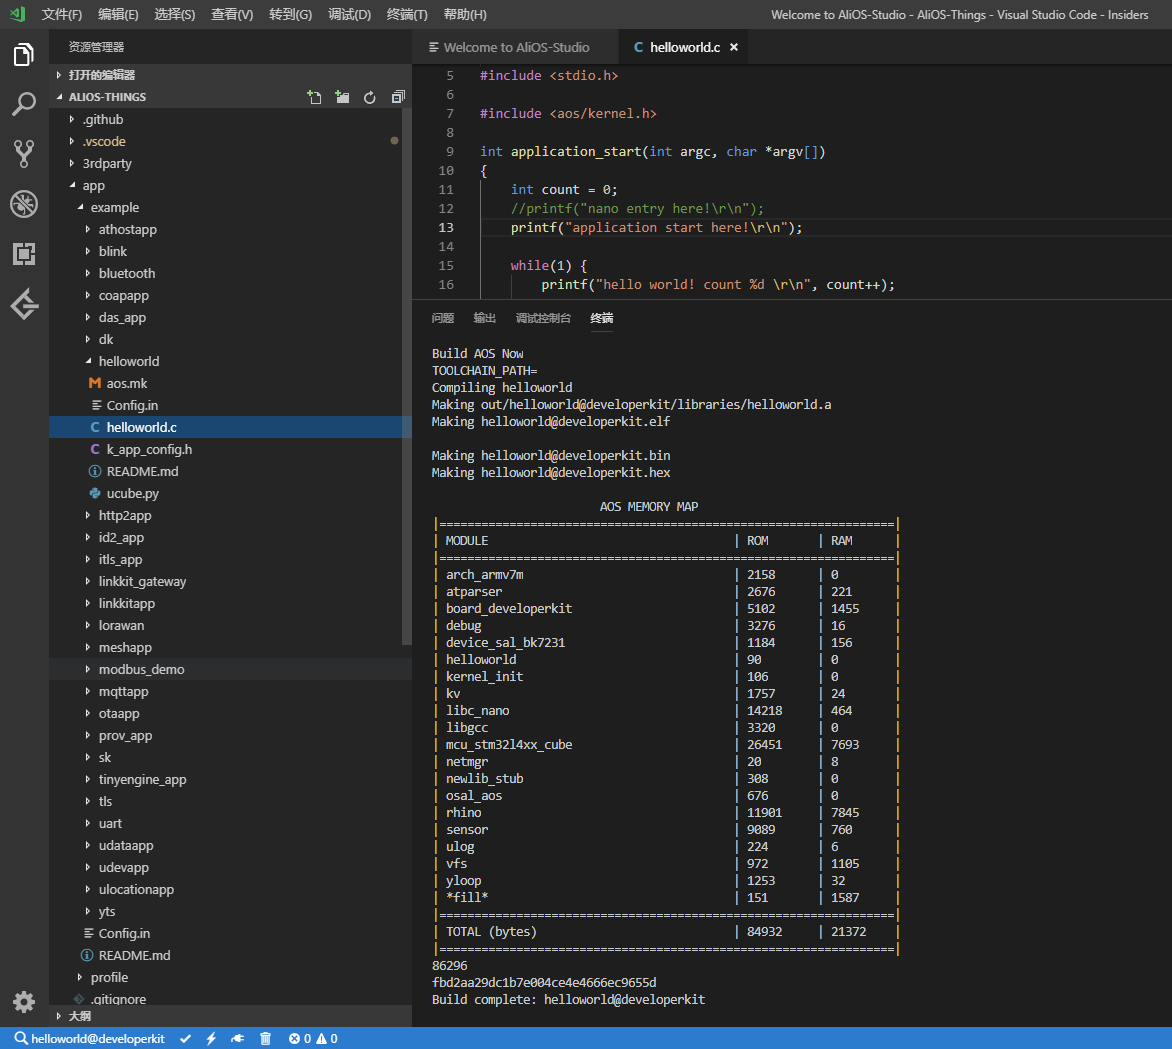 文件(F) 编辑(E) 选择(S) 查看(V) 转到(G) 调试(D) 终端(T) 帮助(H) Welcome to AliOS-Studio - AliOS-Things - Visual Studio Code - Insiders
资源管理器
打开的编辑器
ALIOS-THINGS
.github
.vscode
3rdparty
app
example
athostapp
blink
bluetooth
coapapp
das_app
dk
helloworld
aos.mk
Config.in
helloworld.c
k_app_config.h
README.md
ucube.py
http2app
id2_app
itls_app
linkkit_gateway
linkkitapp
lorawan
meshapp
modbus_demo
mqttapp
otaapp
prov_app
sk
tinyengine_app
tls
uart
udataapp
udevapp
ulocationapp
yts
Config.in
README.md
profile
.gitignore
大纲
Welcome to AliOS-Studio helloworld.c ×
5 #include <stdio.h>
6
7 #include <aos/kernel.h>
8
9 int application_start(int argc, char *argv[])
10 {
11 int count = 0;
12 //printf("nano entry here!\r\n");
13 printf("application start here!\r\n");
14
15 while(1) {
16 printf("hello world! count %d \r\n", count++);
问题 输出 调试控制台 终端
Build AOS Now
TOOLCHAIN_PATH=
Compiling helloworld
Making out/helloworld@developerkit/libraries/helloworld.a
Making helloworld@developerkit.elf
Making helloworld@developerkit.bin
Making helloworld@developerkit.hex
AOS MEMORY MAP
|=================================================================|
| MODULE | ROM | RAM |
|=================================================================|
| arch_armv7m | 2158 | 0 |
| atparser | 2676 | 221 |
| board_developerkit | 5102 | 1455 |
| debug | 3276 | 16 |
| device_sal_bk7231 | 1184 | 156 |
| helloworld | 90 | 0 |
| kernel_init | 106 | 0 |
| kv | 1757 | 24 |
| libc_nano | 14218 | 464 |
| libgcc | 3320 | 0 |
| mcu_stm32l4xx_cube | 26451 | 7693 |
| netmgr | 20 | 8 |
| newlib_stub | 308 | 0 |
| osal_aos | 676 | 0 |
| rhino | 11901 | 7845 |
| sensor | 9089 | 760 |
| ulog | 224 | 6 |
| vfs | 972 | 1105 |
| yloop | 1253 | 32 |
| *fill* | 151 | 1587 |
|=================================================================|
| TOTAL (bytes) | 84932 | 21372 |
|=================================================================|
86296
fbd2aa29dc1b7e004ce4e4666ec9655d
Build complete: helloworld@developerkit
helloworld@developerkit 0 0